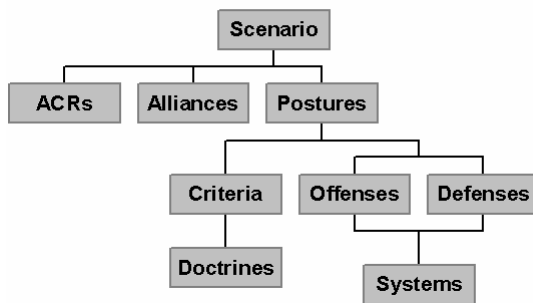 Scenario
ACRs
Alliances
Postures
Criteria
Offenses
Defenses
Doctrines
Systems